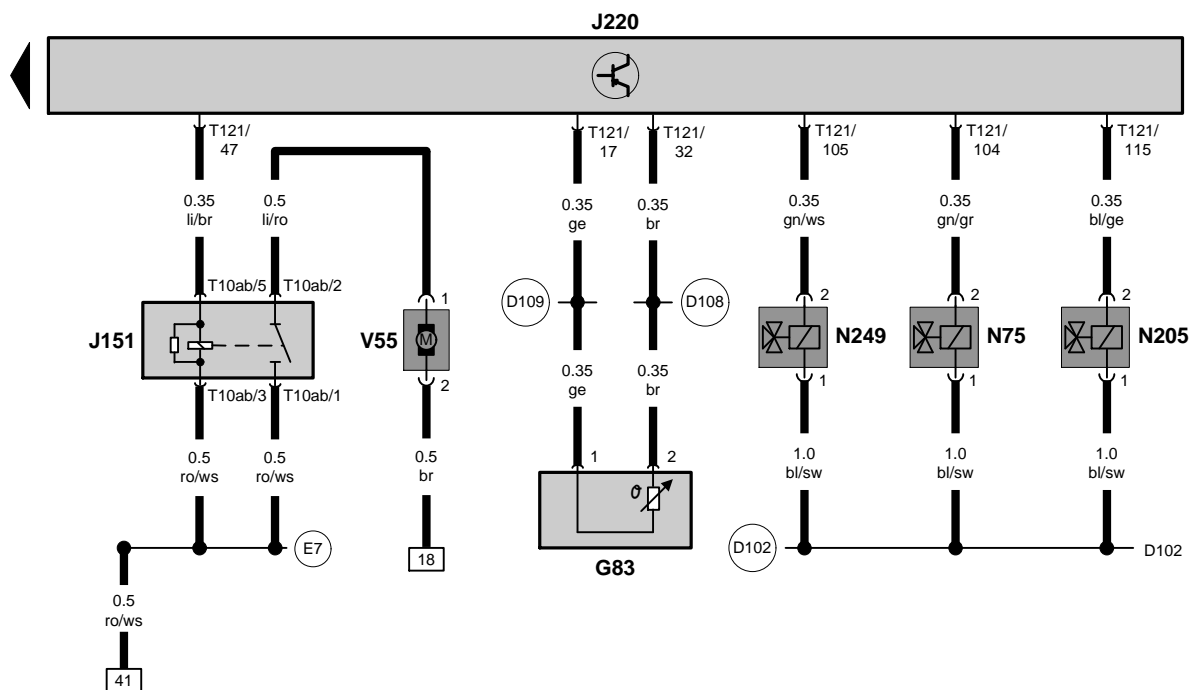 J220
T121/ T121/ T121/ T121/ T121/ T121/
47 17 32 105 104 115
0.35 0.5 0.35 0.35 0.35 0.35 0.35
li/br li/ro ge br gn/ws gn/gr bl/ge
T10ab/5 T10ab/2 1 D109 D108 2 2 2
J151 V55 M N249 N75 N205
T10ab/3 T10ab/1 2 1 1 1
0.35 0.35
ge br
0.5 0.5 0.5 1.0 1.0 1.0
ro/ws ro/ws br bl/sw bl/sw bl/sw
1 2
ϑ
E7 18 D102 D102
G83
0.5
ro/ws
41